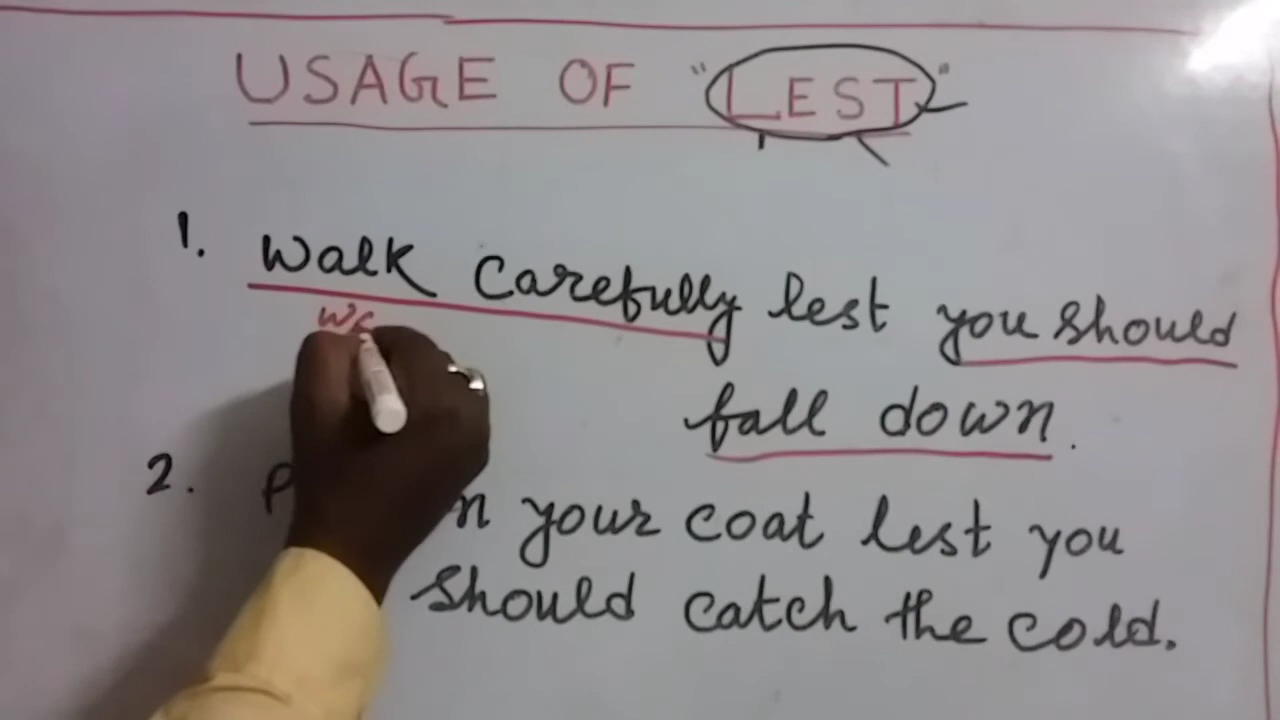 USAGE OF "LEST"
1. Walk Carefully lest you should
fall down.
2. your coat lest you
should catch the cold.